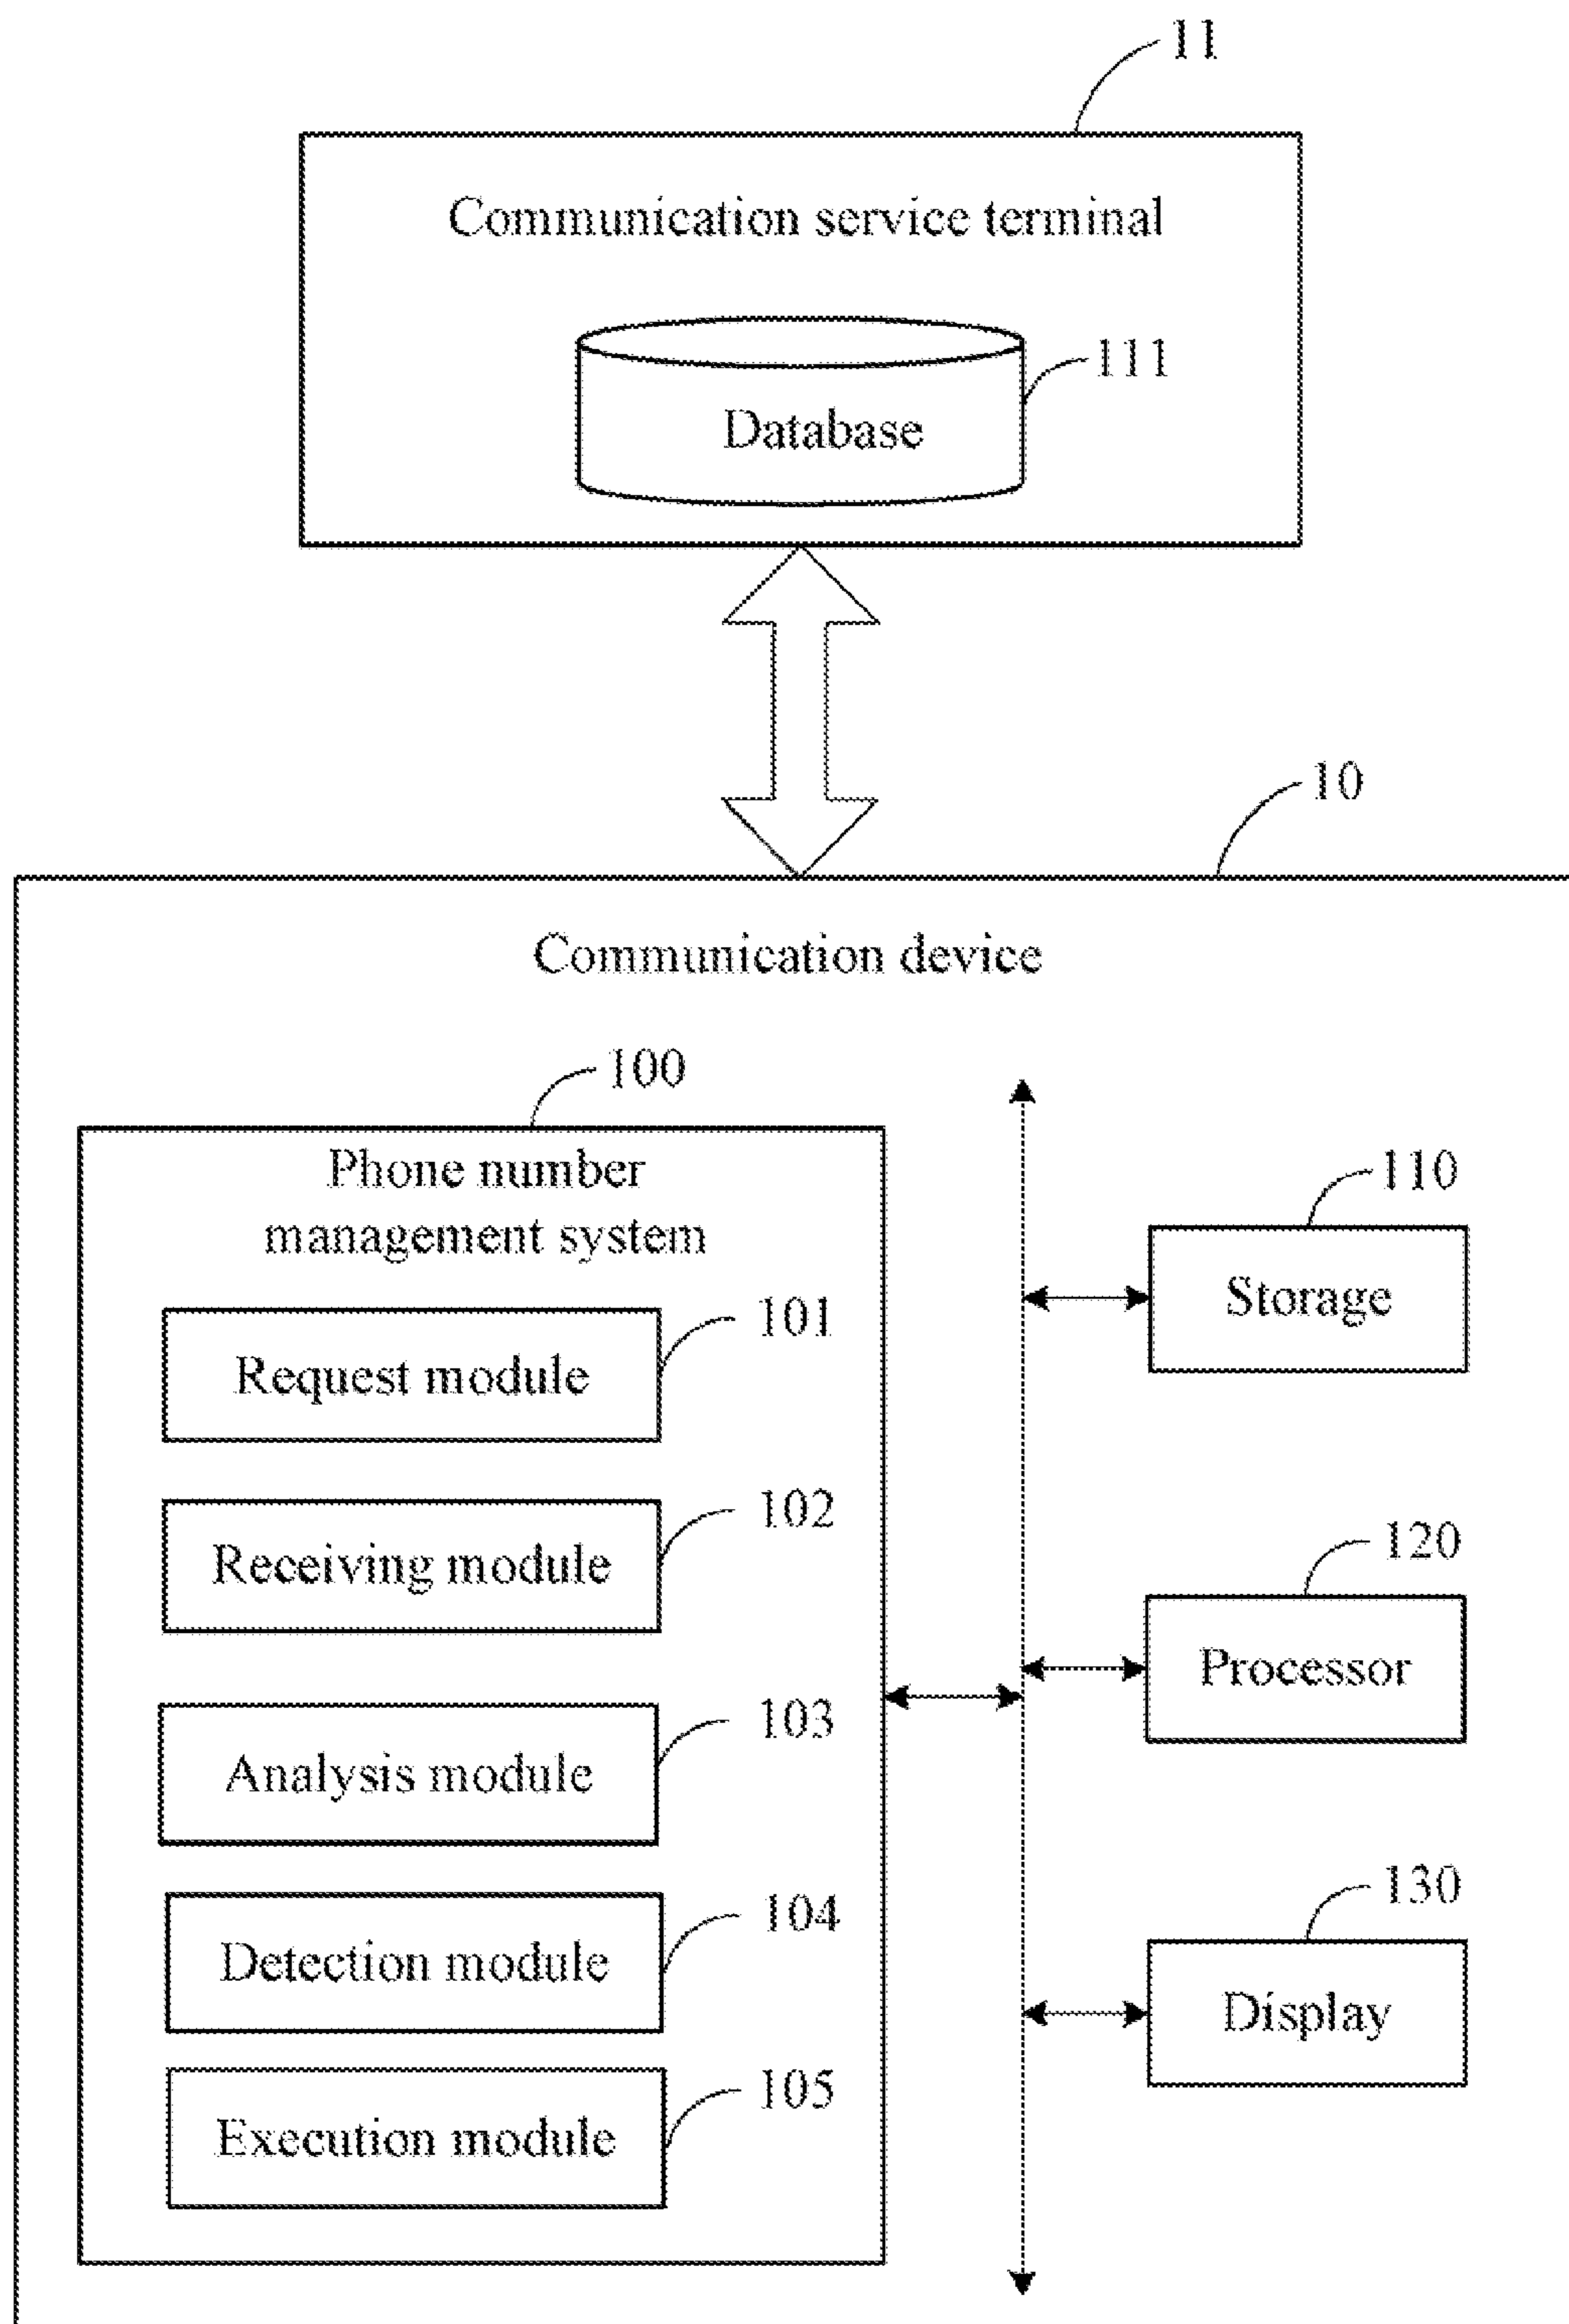 11
Communication service terminal
111
Database
10
Communication device
100
Phone number
management system
101
Request module
102
Receiving module
103
Analysis module
104
Detection module
105
Execution module
110
Storage
120
Processor
130
Display